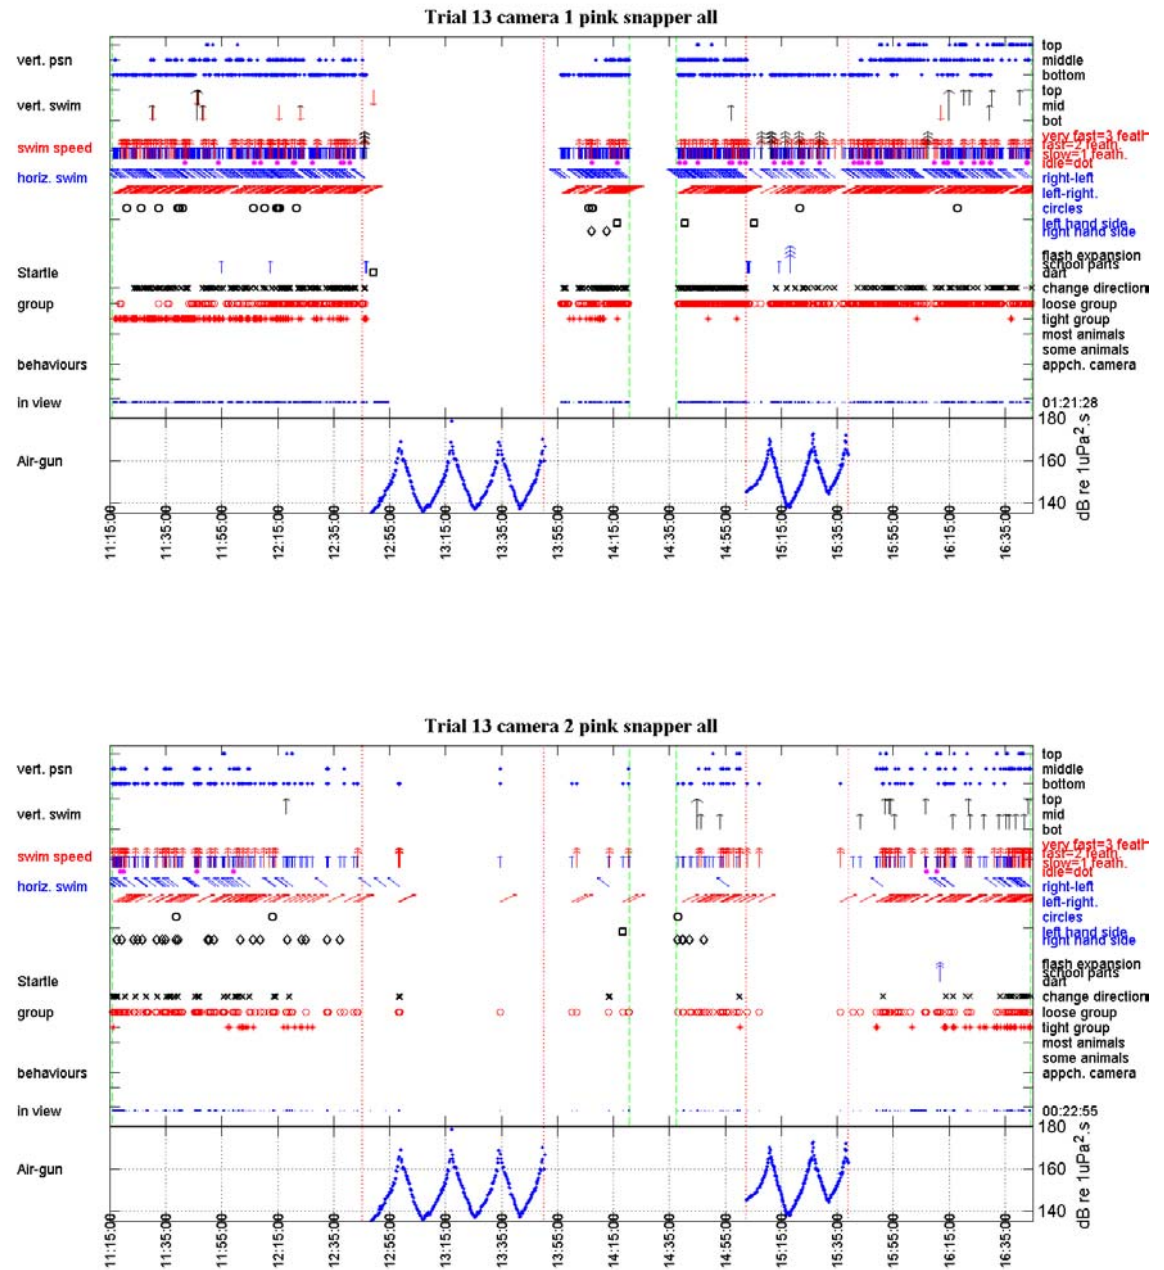 Trial 13 camera 1 pink snapper all
vert. psn
top
middle
bottom
vert. swim
top
mid
bot
swim speed
very fast=3 feath
fast=2 feath.
slow=1 feath.
idle=dot
horiz. swim
right-left
left-right.
circles
left hand side
right hand side
flash expansion
school parts
Startle
dart
change direction
group
loose group
tight group
most animals
some animals
behaviours
appch. camera
in view
01:21:28
Air-gun
180
160
140
dB re 1uPa².s
11:15:00
11:35:00
11:55:00
12:15:00
12:35:00
12:55:00
13:15:00
13:35:00
13:55:00
14:15:00
14:35:00
14:55:00
15:15:00
15:35:00
15:55:00
16:15:00
16:35:00
Trial 13 camera 2 pink snapper all
vert. psn
top
middle
bottom
vert. swim
top
mid
bot
swim speed
very fast=3 feath
fast=2 feath.
slow=1 feath.
idle=dot
horiz. swim
right-left
left-right.
circles
left hand side
right hand side
flash expansion
school parts
Startle
dart
change direction
group
loose group
tight group
most animals
some animals
behaviours
appch. camera
in view
00:22:55
Air-gun
180
160
140
dB re 1uPa².s
11:15:00
11:35:00
11:55:00
12:15:00
12:35:00
12:55:00
13:15:00
13:35:00
13:55:00
14:15:00
14:35:00
14:55:00
15:15:00
15:35:00
15:55:00
16:15:00
16:35:00